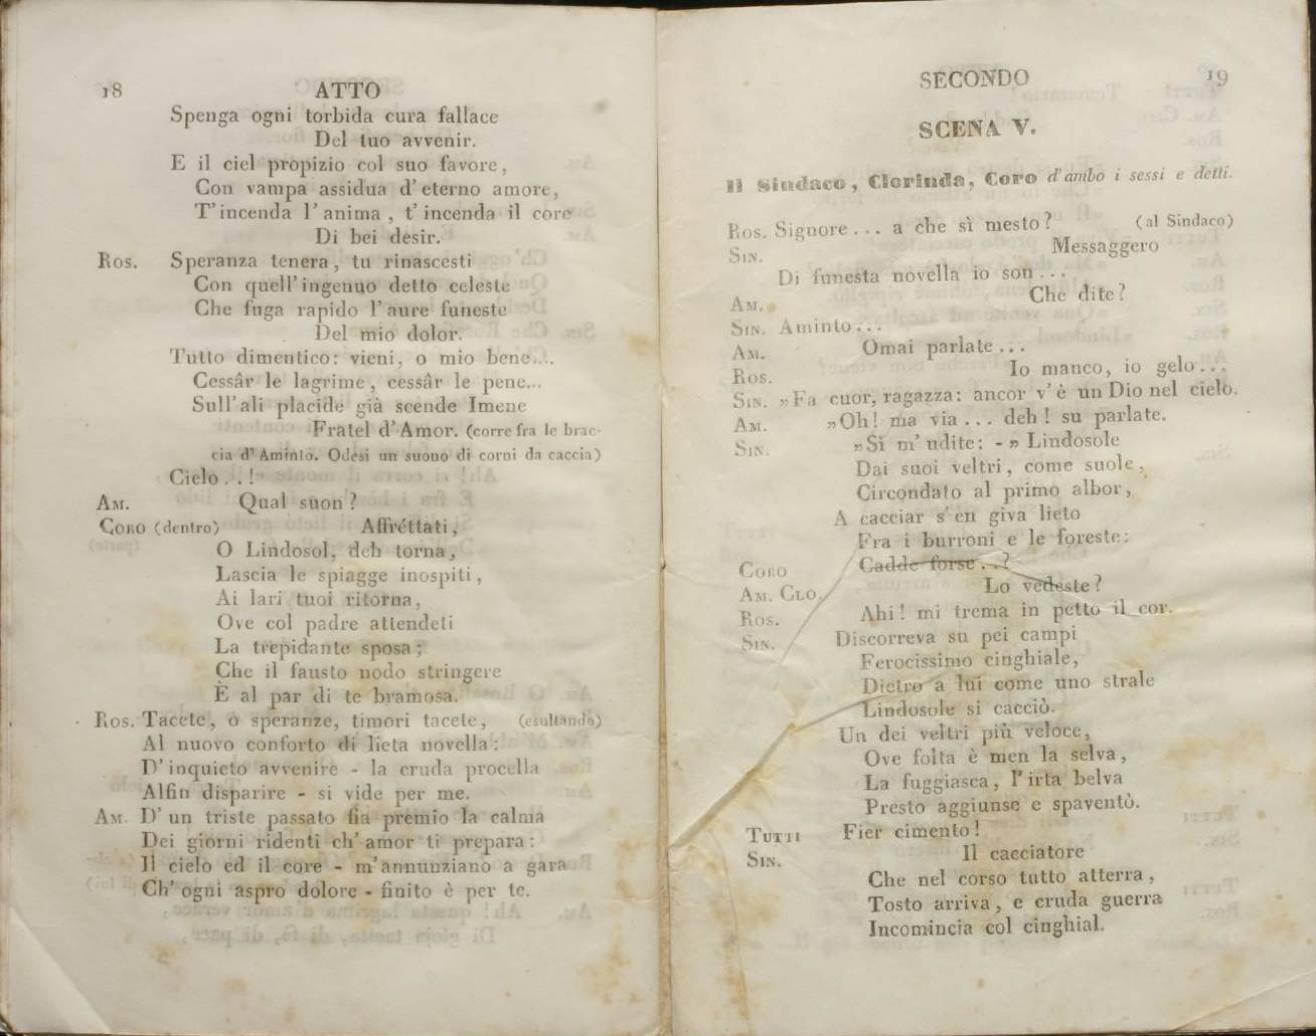 18 ATTO
Spenga ogni torbida cura fallace
Del tuo avvenir.
E il ciel propizio col suo favore,
Con vampa assidua d'eterno amore,
T'incenda l'anima, t'incenda il core
Di bei desir.
Ros. Speranza tenera, tu rinascesti
Con quell'ingenuo detto celeste
Che fuga rapido l'aure funeste
Del mio dolor.
Tutto dimentico: vieni, o mio bene...
Cessâr le lagrime, cessâr le pene...
Sull'ali placide già scende Imene
Fratel d'Amor. (corre fra le brac-
cia d'Aminto. Odesi un suono di corni da caccia)
Cielo...!
Am. Qual suon?
Coro (dentro) Affréttati,
O Lindosol, deh torna,
Lascia le spiagge inospiti,
Ai lari tuoi ritorna,
Ove col padre attendeti
La trepidante sposa;
Che il fausto nodo stringere
È al par di te bramosa.
Ros. Tacete, o speranze, timori tacete, (esultando)
Al nuovo conforto di lieta novella:
D'inquieto avvenire - la cruda procella
Alfin disparire - si vide per me.
Am. D'un triste passato fia premio la calma
Dei giorni ridenti ch'amor ti prepara:
Il cielo ed il core - m'annunziano a gara
Ch'ogni aspro dolore - finito è per te.
SECONDO 19
SCENA V.
Il Sindaco, Clorinda, Coro d'ambo i sessi e detti.
Ros. Signore... a che sì mesto? (al Sindaco)
Sin. Messaggero
Di funesta novella io son...
Am. Che dite?
Sin. Aminto...
Am. Omai parlate...
Ros. Io manco, io gelo...
Sin. »Fa cuor, ragazza: ancor v'è un Dio nel cielo.
Am. »Oh! ma via... deh! su parlate.
Sin. »Sì m'udite: - » Lindosole
Dai suoi veltri, come suole,
Circondato al primo albor,
A cacciar s'en giva lieto
Fra i burroni e le foreste:
Coro Cadde forse...?
Am. Clo. Lo vedeste?
Ros. Ahi! mi trema in petto il cor.
Sin. Discorreva su pei campi
Ferocissimo cinghiale,
Dietro a lui come uno strale
Lindosole si cacciò.
Un dei veltri più veloce,
Ove folta è men la selva,
La fuggiasca, l'irta belva
Presto aggiunse e spaventò.
Tutti Fier cimento!
Sin. Il cacciatore
Che nel corso tutto atterra,
Tosto arriva, e cruda guerra
Incomincia col cinghial.